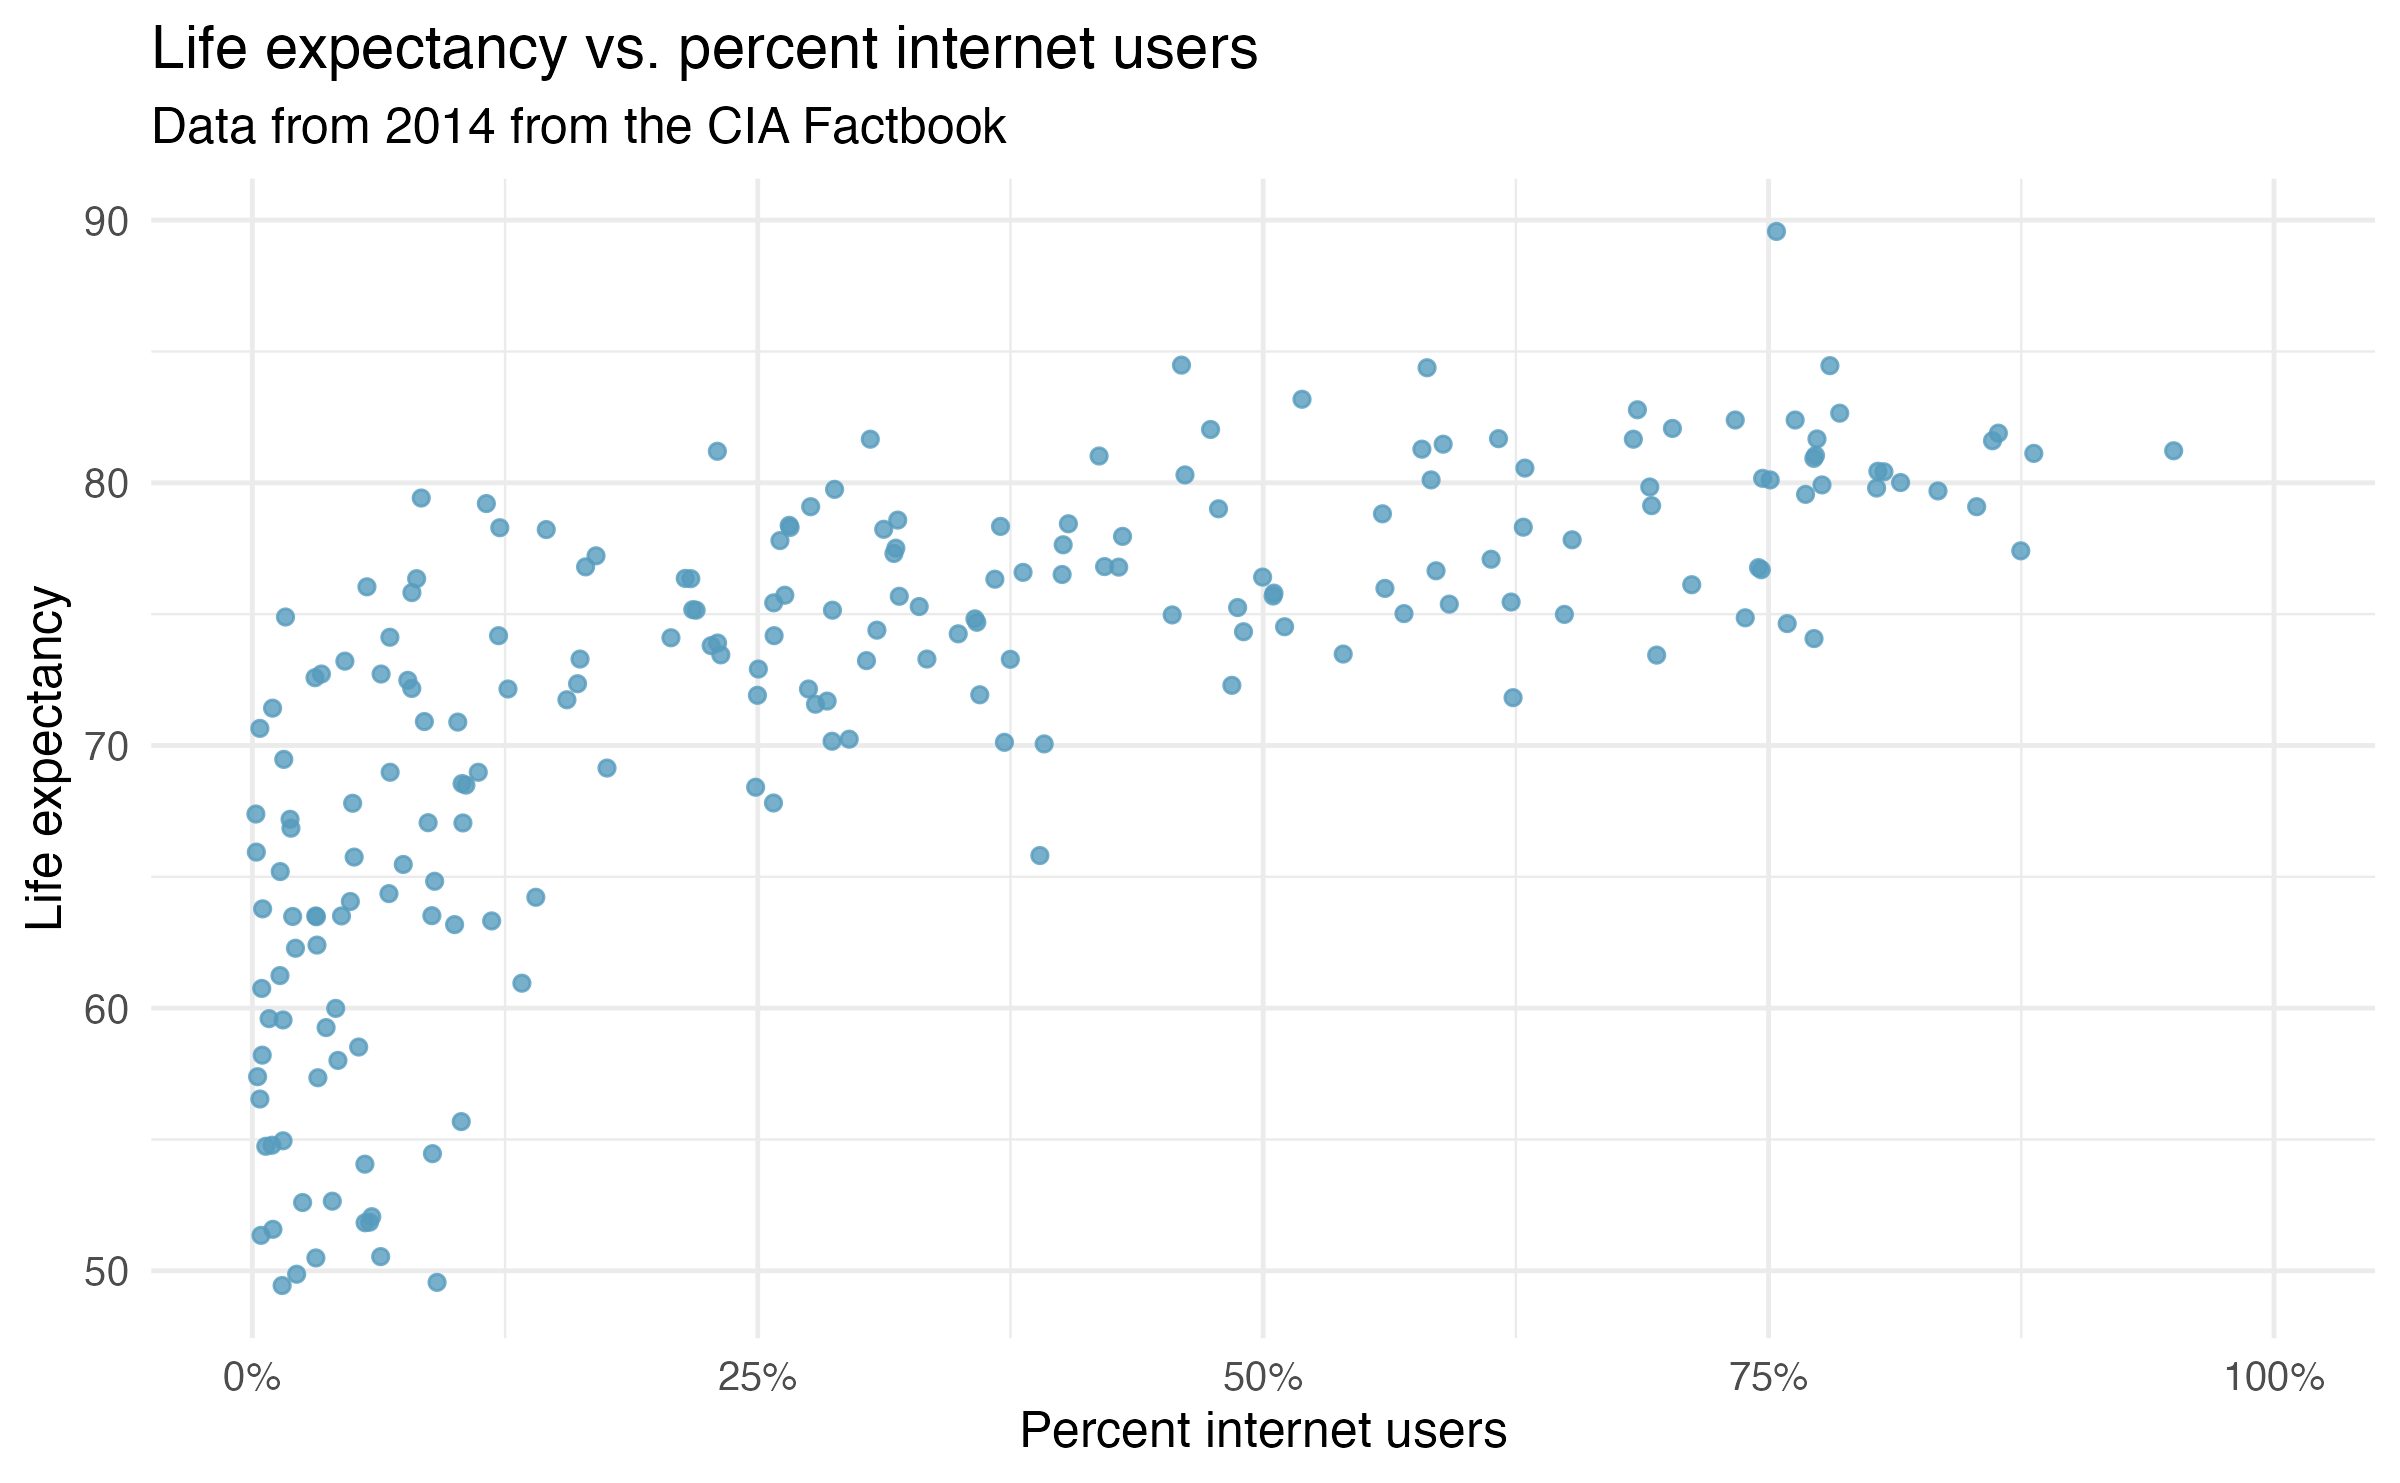 Life expectancy vs. percent internet users
Data from 2014 from the CIA Factbook
Life expectancy
90
80
70
60
50
0% 25% 50% 75% 100%
Percent internet users